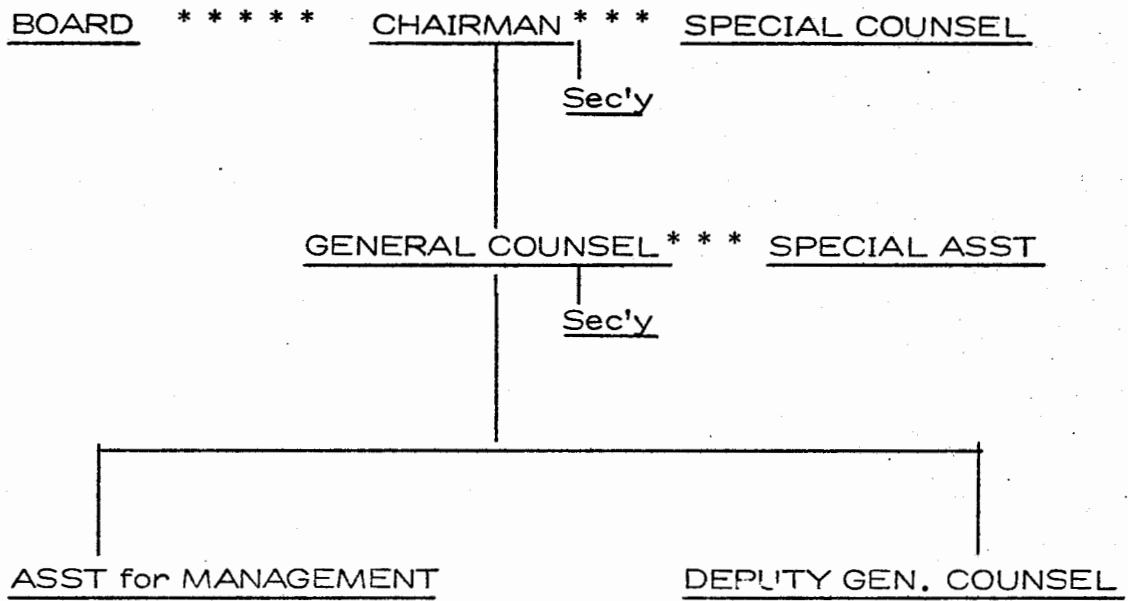 BOARD * * * * * CHAIRMAN * * * SPECIAL COUNSEL
Sec'y
GENERAL COUNSEL * * * SPECIAL ASST
Sec'y
ASST for MANAGEMENT DEPUTY GEN. COUNSEL